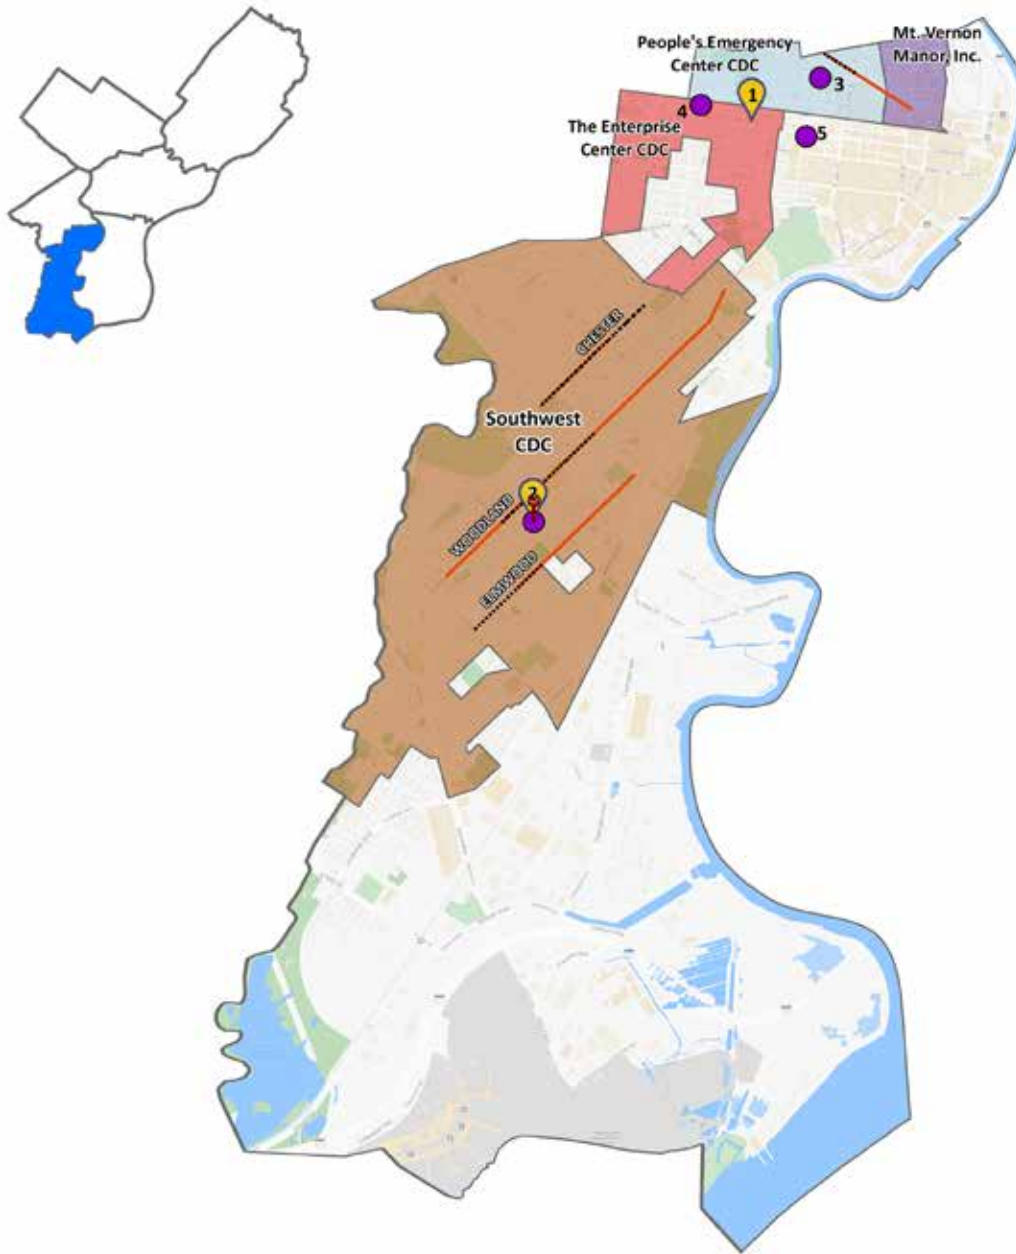 People's Emergency
Center CDC
Mt. Vernon
Manor, Inc.
1
3
4
5
The Enterprise
Center CDC
CHESTER
Southwest
CDC
2
WOODLAND
ELMWOOD